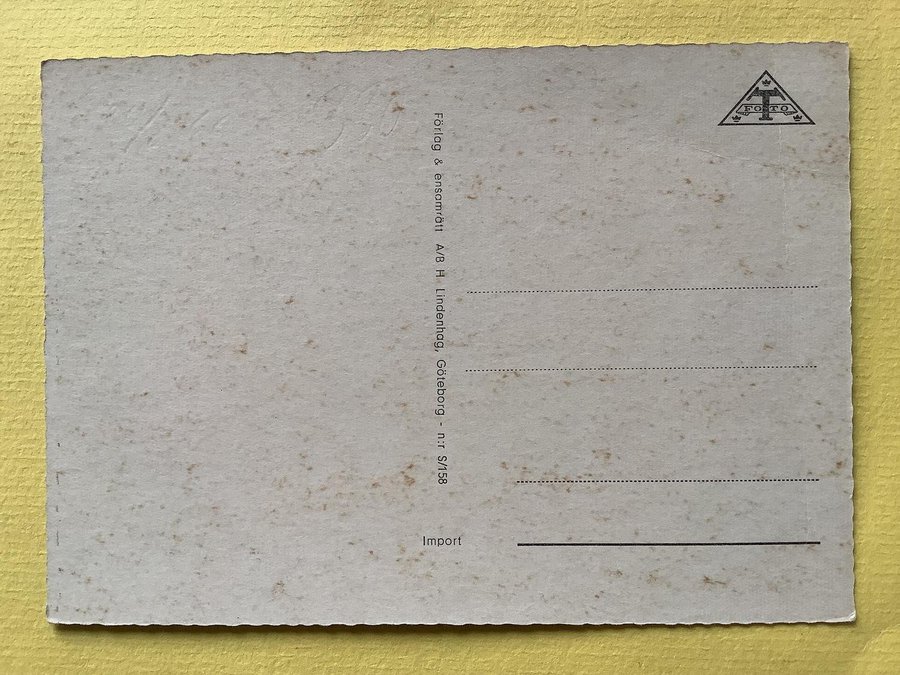 T
FOTO
Förlag & ensamrätt A/B H. Lindenhag, Göteborg - n:r S/158
Import